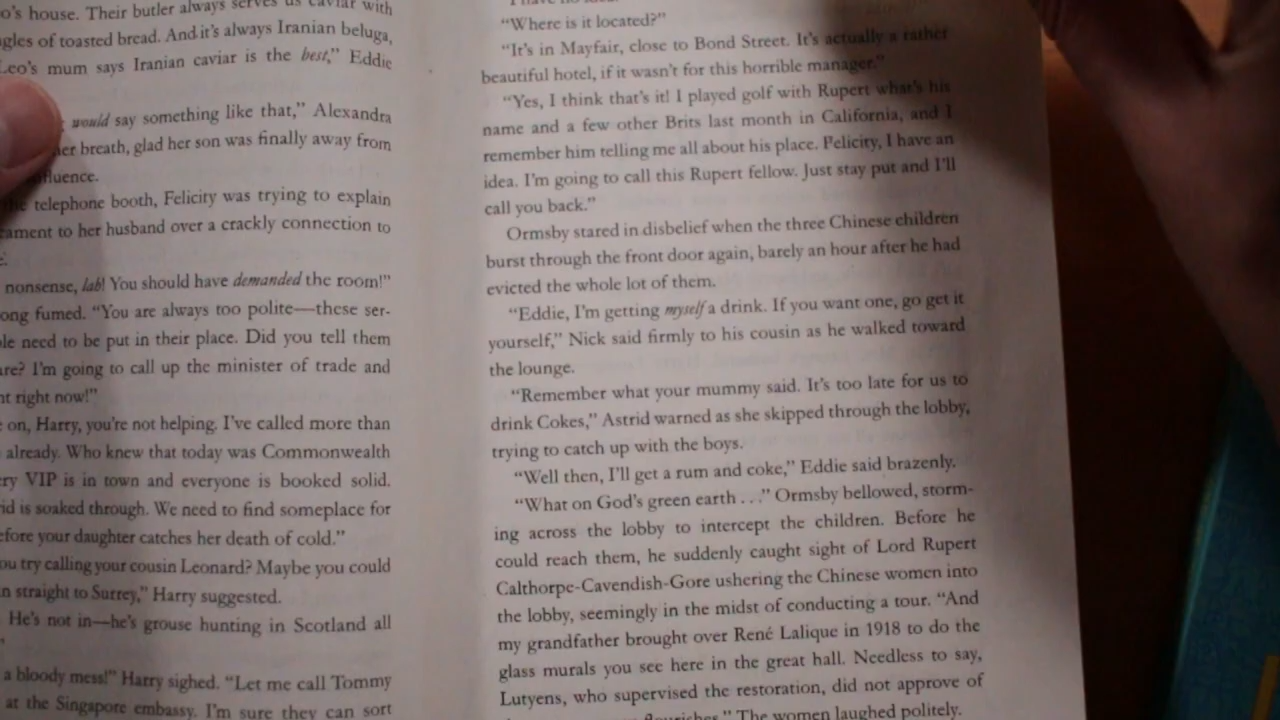 o's house. Their butler always serves us caviar with
ngles of toasted bread. And it's always Iranian beluga,
Leo's mum says Iranian caviar is the best," Eddie
would say something like that," Alexandra
her breath, glad her son was finally away from
fluence.
the telephone booth, Felicity was trying to explain
cament to her husband over a crackly connection to
e.
nonsense, lah! You should have demanded the room!"
ong fumed. "You are always too polite—these ser-
le need to be put in their place. Did you tell them
are? I'm going to call up the minister of trade and
nt right now!"
e on, Harry, you're not helping. I've called more than
already. Who knew that today was Commonwealth
ry VIP is in town and everyone is booked solid.
rid is soaked through. We need to find someplace for
efore your daughter catches her death of cold."
ou try calling your cousin Leonard? Maybe you could
n straight to Surrey," Harry suggested.
He's not in—he's grouse hunting in Scotland all
"
a bloody mess!" Harry sighed. "Let me call Tommy
at the Singapore embassy. I'm sure they can sort
"Where is it located?"
"It's in Mayfair, close to Bond Street. It's actually a rather
beautiful hotel, if it wasn't for this horrible manager."
"Yes, I think that's it! I played golf with Rupert what's his
name and a few other Brits last month in California, and I
remember him telling me all about his place. Felicity, I have an
idea. I'm going to call this Rupert fellow. Just stay put and I'll
call you back."
Ormsby stared in disbelief when the three Chinese children
burst through the front door again, barely an hour after he had
evicted the whole lot of them.
"Eddie, I'm getting myself a drink. If you want one, go get it
yourself," Nick said firmly to his cousin as he walked toward
the lounge.
"Remember what your mummy said. It's too late for us to
drink Cokes," Astrid warned as she skipped through the lobby,
trying to catch up with the boys.
"Well then, I'll get a rum and coke," Eddie said brazenly.
"What on God's green earth . . ." Ormsby bellowed, storm-
ing across the lobby to intercept the children. Before he
could reach them, he suddenly caught sight of Lord Rupert
Calthorpe-Cavendish-Gore ushering the Chinese women into
the lobby, seemingly in the midst of conducting a tour. "And
my grandfather brought over René Lalique in 1918 to do the
glass murals you see here in the great hall. Needless to say,
Lutyens, who supervised the restoration, did not approve of
flourishes." The women laughed politely.